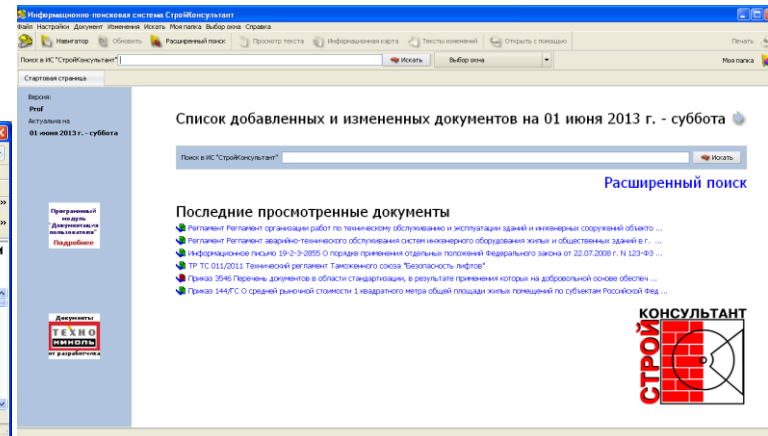 Информационно-поисковая система СтройКонсультант
Файл Настройки Документ Изменения Искать Моя папка Выбор окна Справка
Навигатор Обновить Расширенный поиск Просмотр текста Информационная карта Тексты изменений Открыть с помощью Печать
Поиск в ИС "СтройКонсультант" Искать Выбор окна Моя папка
Стартовая страница
Версия:
Prof
Актуальна на
01 июня 2013 г. - суббота
Список добавленных и измененных документов на 01 июня 2013 г. - суббота
Поиск в ИС "СтройКонсультант" Искать
Расширенный поиск
Программный
модуль
"Документация
пользователя"
Подробнее
Последние просмотренные документы
Регламент Регламент организации работ по техническому обслуживанию и эксплуатации зданий и инженерных сооружений объекто ...
Регламент Регламент аварийно-технического обслуживания систем инженерного оборудования жилых и общественных зданий в г. ...
Информационное письмо 19-2-3-2855 О порядке применения отдельных положений Федерального закона от 22.07.2008 г. N 123-ФЗ ...
ТР ТС 011/2011 Технический регламент Таможенного союза "Безопасность лифтов"
Приказ 3546 Перечень документов в области стандартизации, в результате применения которых на добровольной основе обеспеч ...
Приказ 144/ГС О средней рыночной стоимости 1 квадратного метра общей площади жилых помещений по субъектам Российской Фед ...
Документы
ТЕХНО
НИКОЛЬ
от разработчика
КОНСУЛЬТАНТ
СТРОЙ